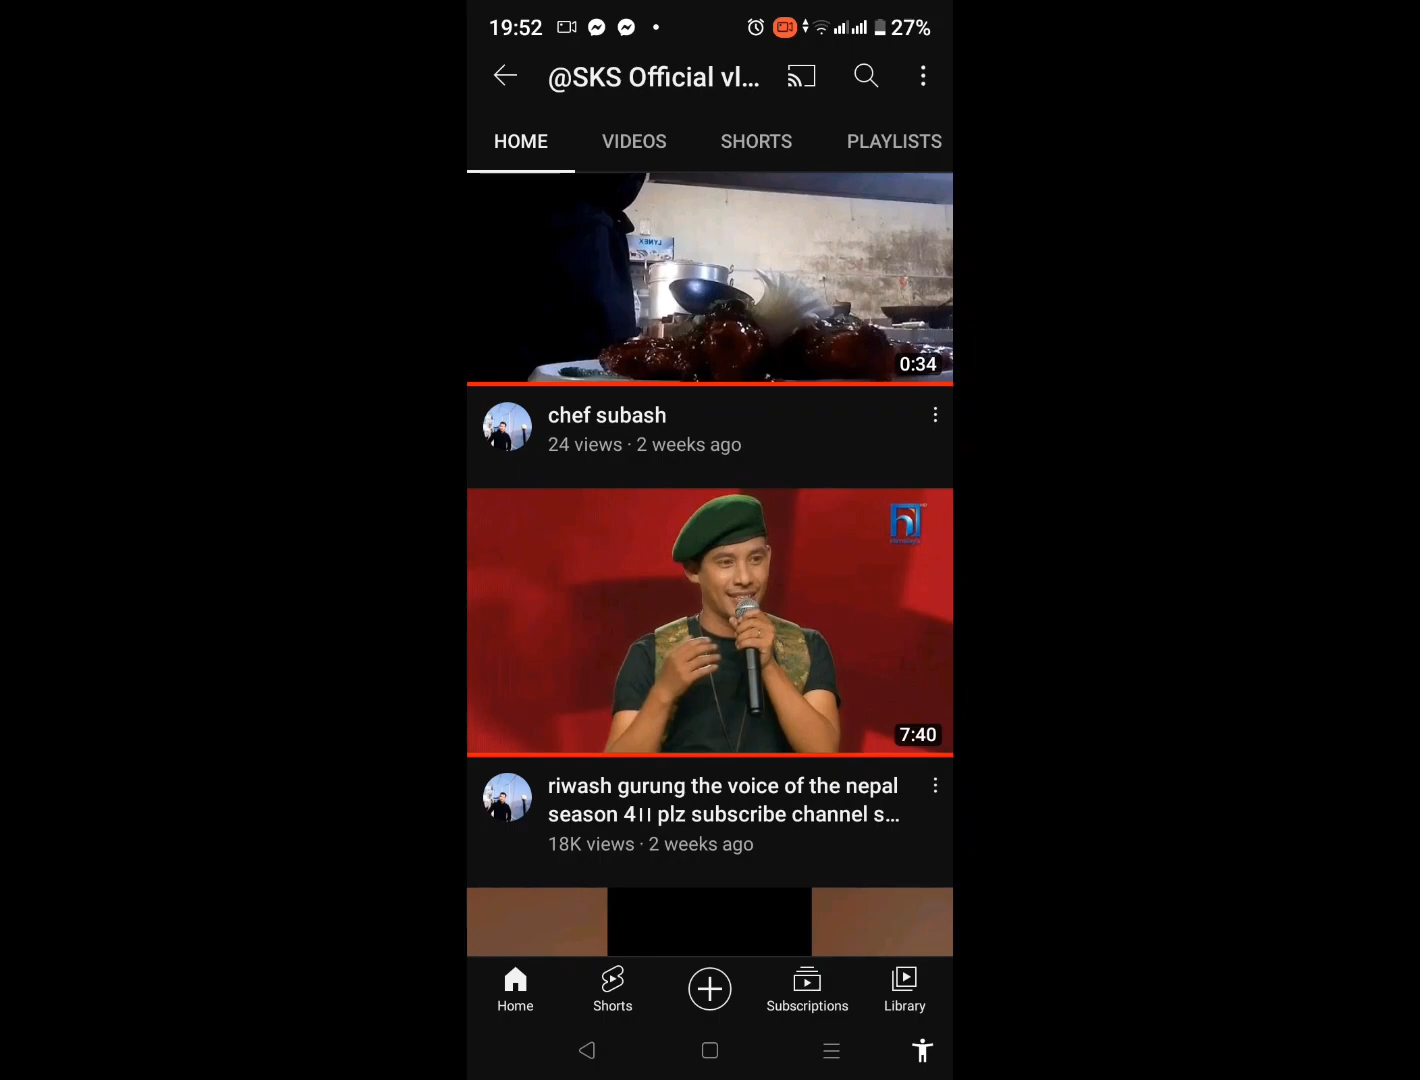 19:52
27%
@SKS Official vl...
HOME VIDEOS SHORTS PLAYLISTS
LYNEX
0:34
chef subash
24 views · 2 weeks ago
7:40
riwash gurung the voice of the nepal
season 4।। plz subscribe channel s...
18K views · 2 weeks ago
Home Shorts Subscriptions Library